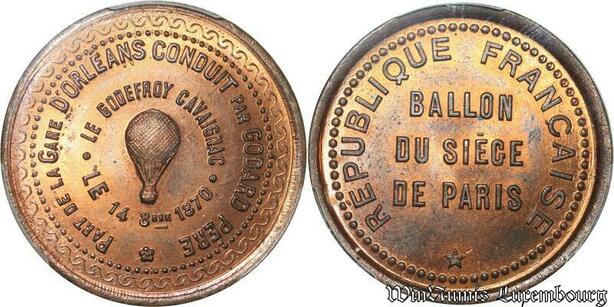 PART DE LA GARE D'ORLÉANS CONDUIT PAR GODARD PÈRE
LE GODEFROY CAVAIGNAC
LE 14 8BRE 1870
RÉPUBLIQUE FRANÇAISE
BALLON
DU SIÈGE
DE PARIS
WinNumis Luxembourg